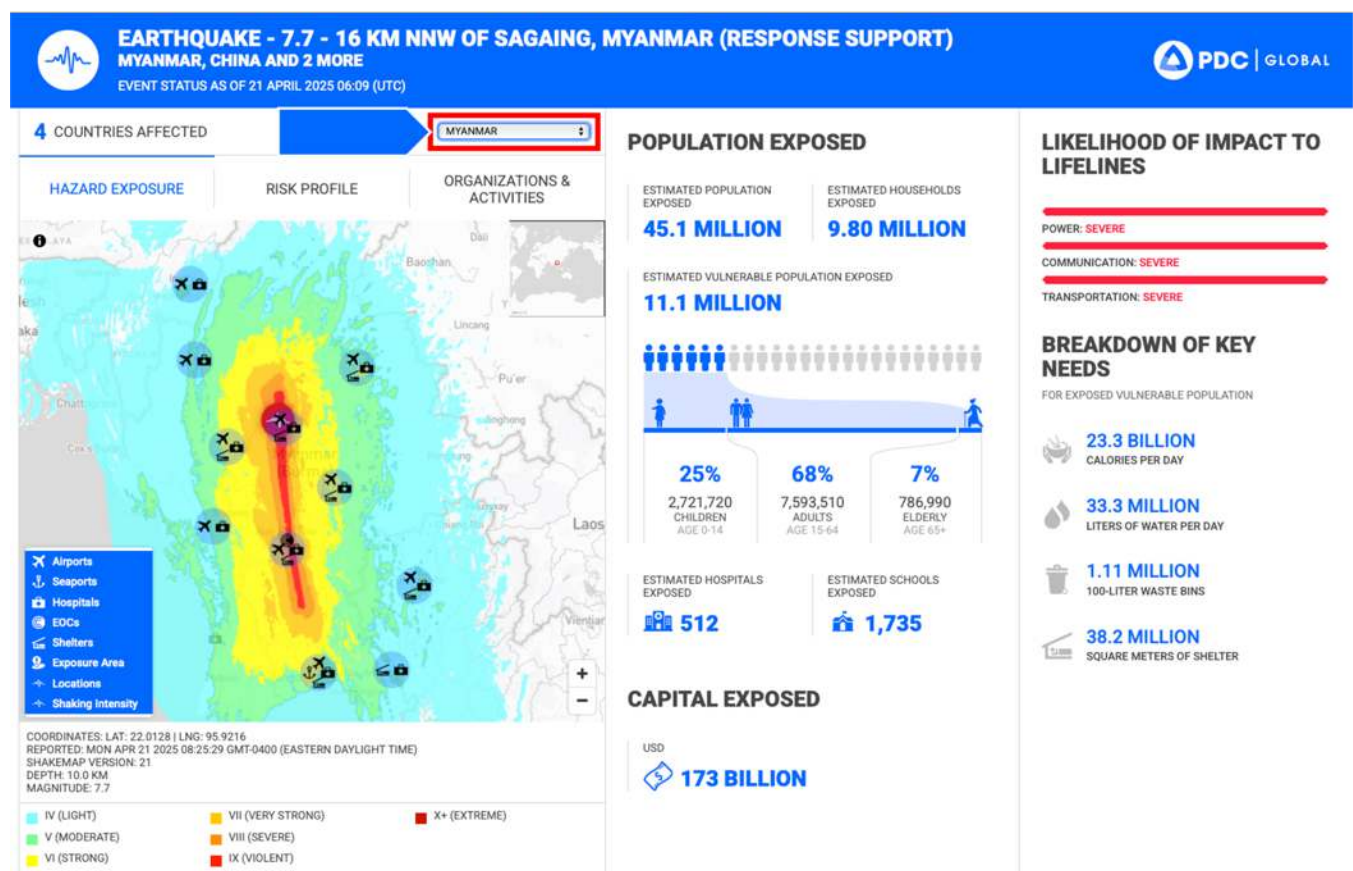 EARTHQUAKE - 7.7 - 16 KM NNW OF SAGAING, MYANMAR (RESPONSE SUPPORT)
MYANMAR, CHINA AND 2 MORE
EVENT STATUS AS OF 21 APRIL 2025 06:09 (UTC)
PDC | GLOBAL
4 COUNTRIES AFFECTED
MYANMAR
HAZARD EXPOSURE
RISK PROFILE
ORGANIZATIONS &
ACTIVITIES
Dali
Baoshan
Lincang
Pu'er
Laos
Airports
Seaports
Hospitals
EOCs
Shelters
Exposure Area
Locations
Shaking Intensity
+
−
COORDINATES: LAT: 22.0128 | LNG: 95.9216
REPORTED: MON APR 21 2025 08:25:29 GMT-0400 (EASTERN DAYLIGHT TIME)
SHAKEMAP VERSION: 21
DEPTH: 10.0 KM
MAGNITUDE: 7.7
IV (LIGHT)
V (MODERATE)
VI (STRONG)
VII (VERY STRONG)
VIII (SEVERE)
IX (VIOLENT)
X+ (EXTREME)
POPULATION EXPOSED
ESTIMATED POPULATION
EXPOSED
45.1 MILLION
ESTIMATED HOUSEHOLDS
EXPOSED
9.80 MILLION
ESTIMATED VULNERABLE POPULATION EXPOSED
11.1 MILLION
25%
2,721,720
CHILDREN
AGE 0-14
68%
7,593,510
ADULTS
AGE 15-64
7%
786,990
ELDERLY
AGE 65+
ESTIMATED HOSPITALS
EXPOSED
512
ESTIMATED SCHOOLS
EXPOSED
1,735
CAPITAL EXPOSED
USD
173 BILLION
LIKELIHOOD OF IMPACT TO
LIFELINES
POWER: SEVERE
COMMUNICATION: SEVERE
TRANSPORTATION: SEVERE
BREAKDOWN OF KEY
NEEDS
FOR EXPOSED VULNERABLE POPULATION
23.3 BILLION
CALORIES PER DAY
33.3 MILLION
LITERS OF WATER PER DAY
1.11 MILLION
100-LITER WASTE BINS
38.2 MILLION
SQUARE METERS OF SHELTER